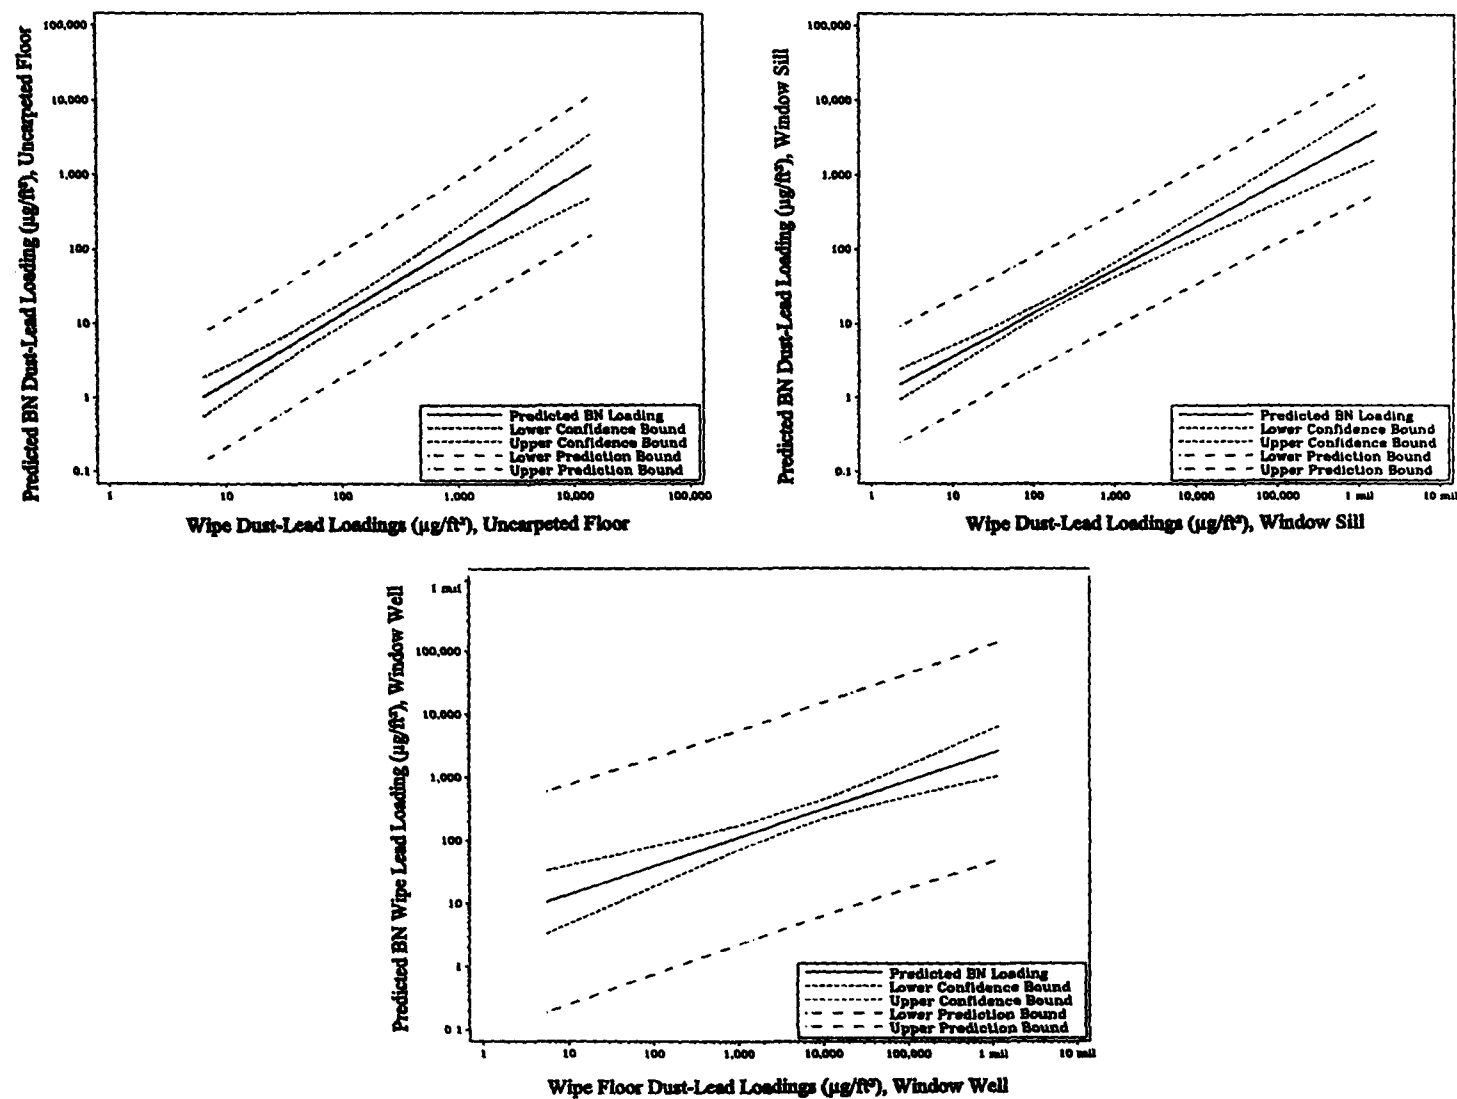 Predicted BN Dust-Lead Loading (µg/ft²), Uncarpeted Floor
100,000
10,000
1,000
100
10
1
0.1
Predicted BN Loading
Lower Confidence Bound
Upper Confidence Bound
Lower Prediction Bound
Upper Prediction Bound
1 10 100 1,000 10,000 100,000
Wipe Dust-Lead Loadings (µg/ft²), Uncarpeted Floor
Predicted BN Dust-Lead Loading (µg/ft²), Window Sill
100,000
10,000
1,000
100
10
1
0.1
Predicted BN Loading
Lower Confidence Bound
Upper Confidence Bound
Lower Prediction Bound
Upper Prediction Bound
1 10 100 1,000 10,000 100,000 1 mil 10 mil
Wipe Dust-Lead Loadings (µg/ft²), Window Sill
Predicted BN Wipe Lead Loading (µg/ft²), Window Well
1 mil
100,000
10,000
1,000
100
10
1
0.1
Predicted BN Loading
Lower Confidence Bound
Upper Confidence Bound
Lower Prediction Bound
Upper Prediction Bound
1 10 100 1,000 10,000 100,000 1 mil 10 mil
Wipe Floor Dust-Lead Loadings (µg/ft²), Window Well